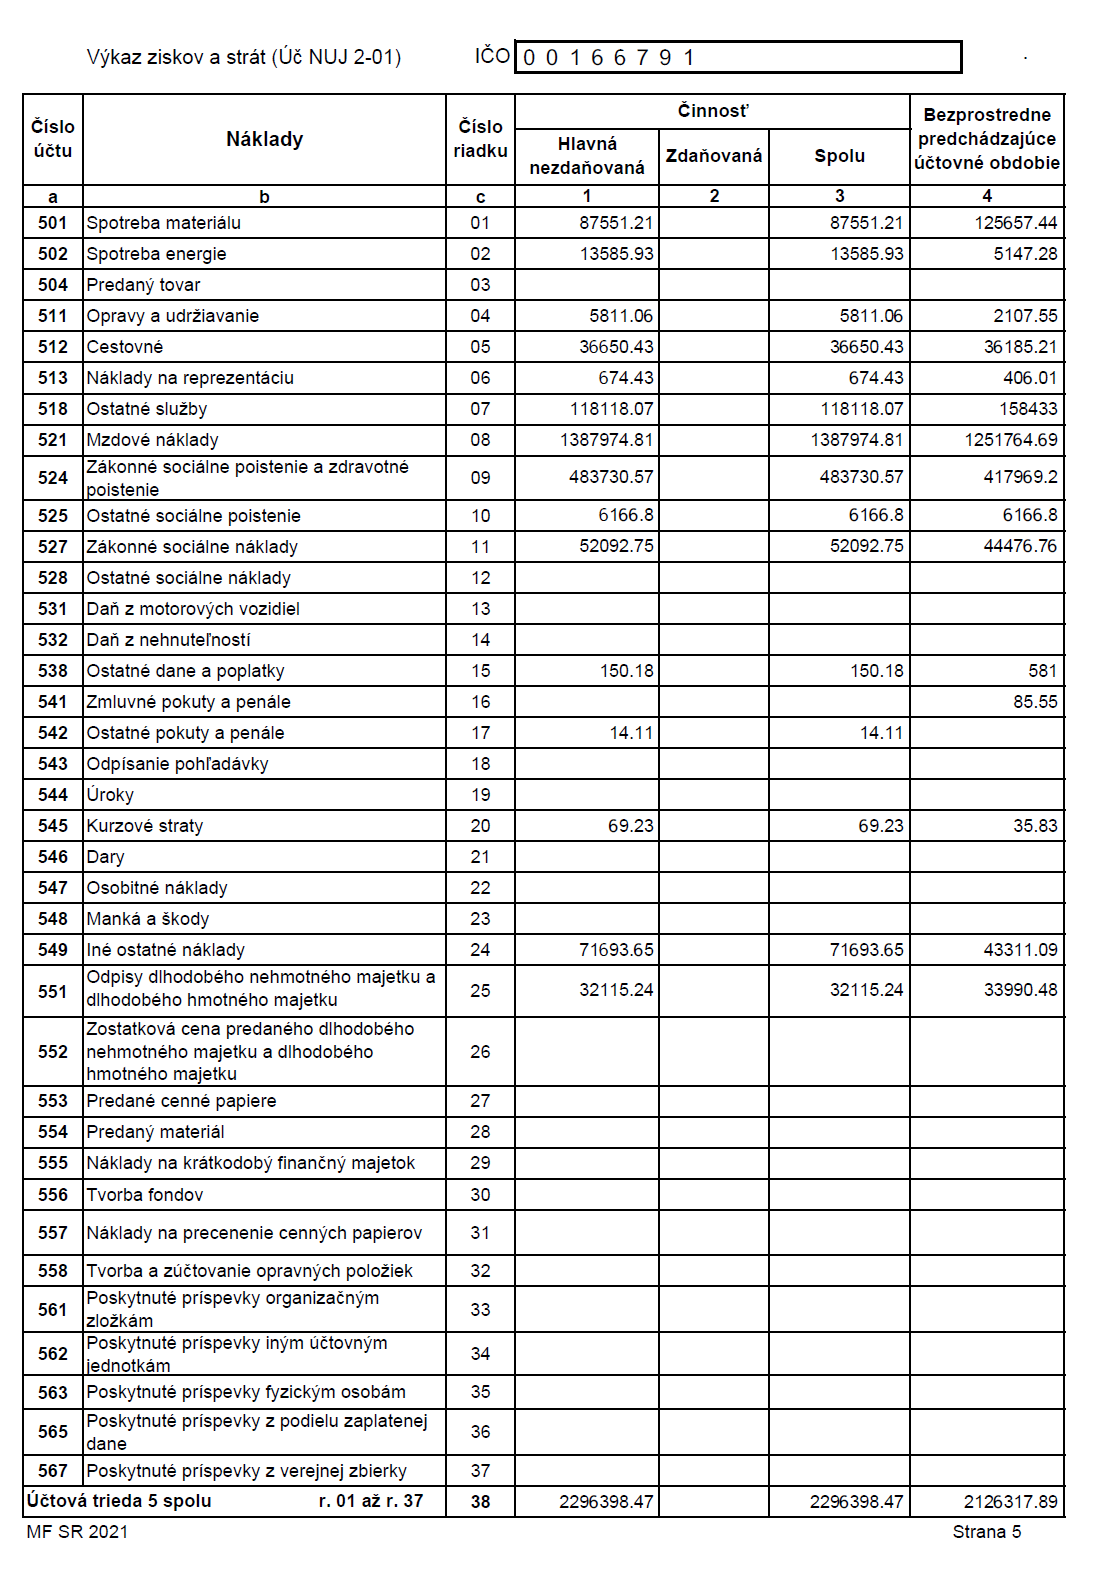 Výkaz ziskov a strát (Úč NUJ 2-01) IČO 0 0 1 6 6 7 9 1
Číslo účtu Náklady Číslo riadku Činnosť Bezprostredne predchádzajúce účtovné obdobie
Hlavná nezdaňovaná Zdaňovaná Spolu
a b c 1 2 3 4
501 Spotreba materiálu 01 87551.21 87551.21 125657.44
502 Spotreba energie 02 13585.93 13585.93 5147.28
504 Predaný tovar 03
511 Opravy a udržiavanie 04 5811.06 5811.06 2107.55
512 Cestovné 05 36650.43 36650.43 36185.21
513 Náklady na reprezentáciu 06 674.43 674.43 406.01
518 Ostatné služby 07 118118.07 118118.07 158433
521 Mzdové náklady 08 1387974.81 1387974.81 1251764.69
524 Zákonné sociálne poistenie a zdravotné poistenie 09 483730.57 483730.57 417969.2
525 Ostatné sociálne poistenie 10 6166.8 6166.8 6166.8
527 Zákonné sociálne náklady 11 52092.75 52092.75 44476.76
528 Ostatné sociálne náklady 12
531 Daň z motorových vozidiel 13
532 Daň z nehnuteľností 14
538 Ostatné dane a poplatky 15 150.18 150.18 581
541 Zmluvné pokuty a penále 16 85.55
542 Ostatné pokuty a penále 17 14.11 14.11
543 Odpísanie pohľadávky 18
544 Úroky 19
545 Kurzové straty 20 69.23 69.23 35.83
546 Dary 21
547 Osobitné náklady 22
548 Manká a škody 23
549 Iné ostatné náklady 24 71693.65 71693.65 43311.09
551 Odpisy dlhodobého nehmotného majetku a dlhodobého hmotného majetku 25 32115.24 32115.24 33990.48
552 Zostatková cena predaného dlhodobého nehmotného majetku a dlhodobého hmotného majetku 26
553 Predané cenné papiere 27
554 Predaný materiál 28
555 Náklady na krátkodobý finančný majetok 29
556 Tvorba fondov 30
557 Náklady na precenenie cenných papierov 31
558 Tvorba a zúčtovanie opravných položiek 32
561 Poskytnuté príspevky organizačným zložkám 33
562 Poskytnuté príspevky iným účtovným jednotkám 34
563 Poskytnuté príspevky fyzickým osobám 35
565 Poskytnuté príspevky z podielu zaplatenej dane 36
567 Poskytnuté príspevky z verejnej zbierky 37
Účtová trieda 5 spolu r. 01 až r. 37 38 2296398.47 2296398.47 2126317.89
MF SR 2021 Strana 5